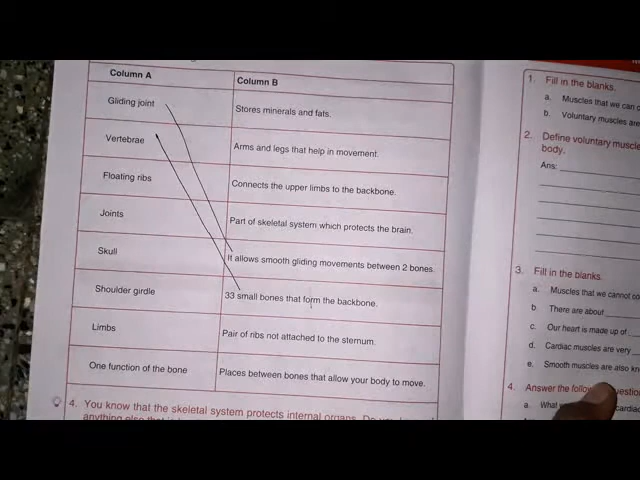 Column A
Column B
Gliding joint
Stores minerals and fats.
Vertebrae
Arms and legs that help in movement.
Floating ribs
Connects the upper limbs to the backbone.
Joints
Part of skeletal system which protects the brain.
Skull
It allows smooth gliding movements between 2 bones.
Shoulder girdle
33 small bones that form the backbone.
Limbs
Pair of ribs not attached to the sternum.
One function of the bone
Places between bones that allow your body to move.
4. You know that the skeletal system protects internal organs.
anything else that
1. Fill in the blanks.
a. Muscles that we can
b. Voluntary muscles are
2. Define voluntary muscle
body.
Ans:
3. Fill in the blanks.
a. Muscles that we cannot
b. There are about
c. Our heart is made up of
d. Cardiac muscles are very
e. Smooth muscles are also
4. Answer the
a.